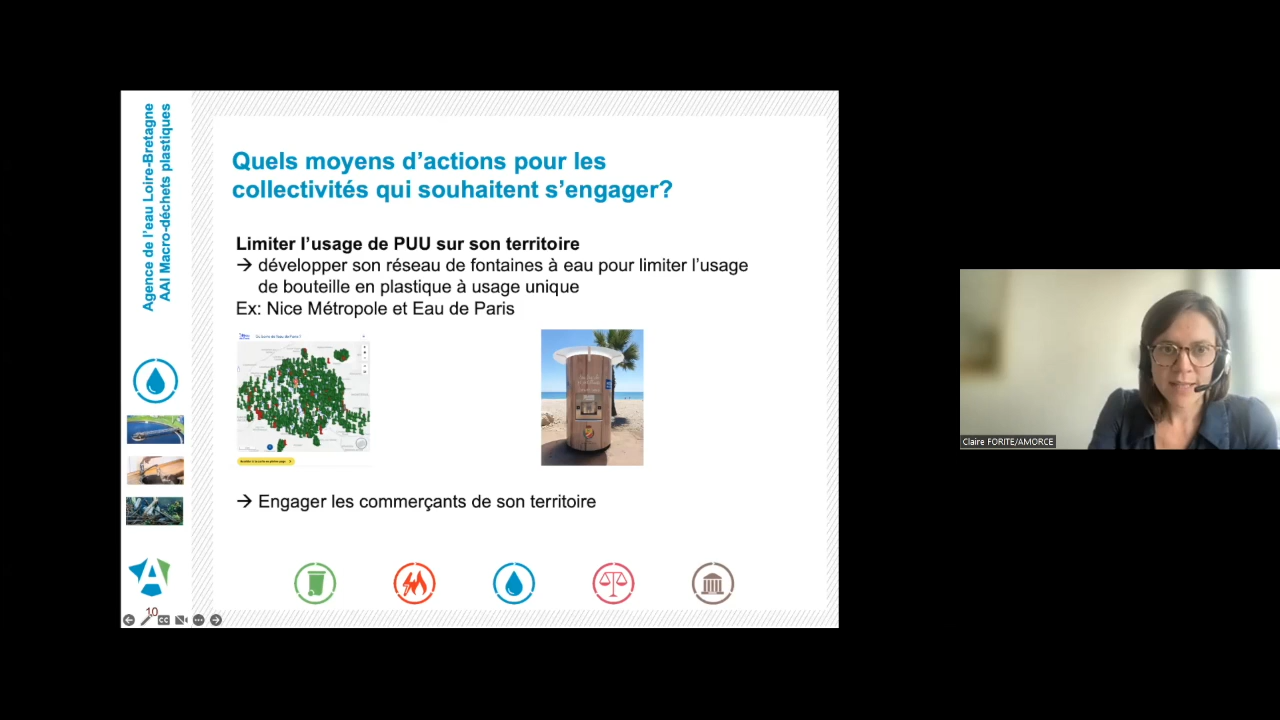 Agence de l'eau Loire-Bretagne
AAI Macro-déchets plastiques
Quels moyens d'actions pour les
collectivités qui souhaitent s'engager?
Limiter l'usage de PUU sur son territoire
→ développer son réseau de fontaines à eau pour limiter l'usage
de bouteille en plastique à usage unique
Ex: Nice Métropole et Eau de Paris
→ Engager les commerçants de son territoire
10
CC
Claire FORITE/AMORCE